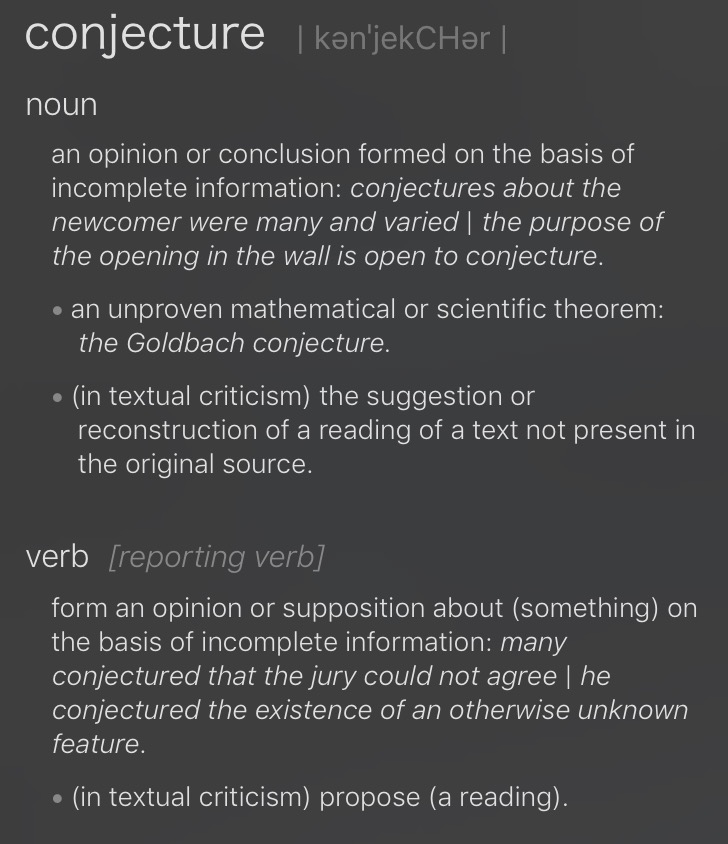 conjecture | kənˈjekCHər |
noun
an opinion or conclusion formed on the basis of
incomplete information: conjectures about the
newcomer were many and varied | the purpose of
the opening in the wall is open to conjecture.
• an unproven mathematical or scientific theorem:
the Goldbach conjecture.
• (in textual criticism) the suggestion or
reconstruction of a reading of a text not present in
the original source.
verb [reporting verb]
form an opinion or supposition about (something) on
the basis of incomplete information: many
conjectured that the jury could not agree | he
conjectured the existence of an otherwise unknown
feature.
• (in textual criticism) propose (a reading).